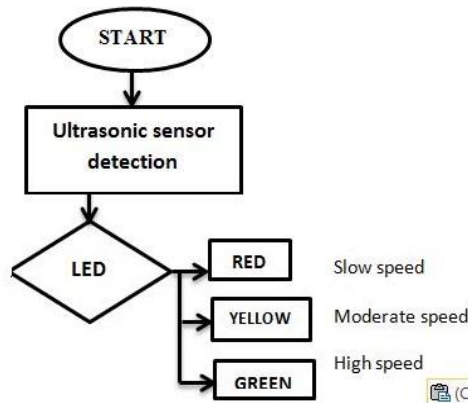 START
Ultrasonic sensor
detection
LED
RED
Slow speed
YELLOW
Moderate speed
High speed
GREEN
(C